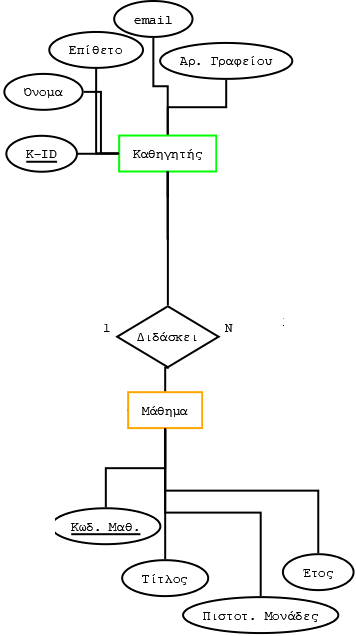 email
Επίθετο
Αρ. Γραφείου
Όνομα
K-ID
Καθηγητής
1
N
Διδάσκει
Μάθημα
Κωδ. Μαθ.
Τίτλος
Έτος
Πιστοτ. Μονάδες